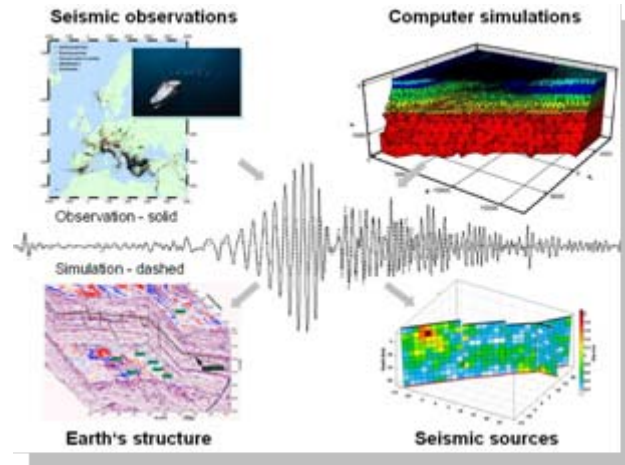 Seismic observations
Computer simulations
Observation - solid
Simulation - dashed
Earth's structure
Seismic sources